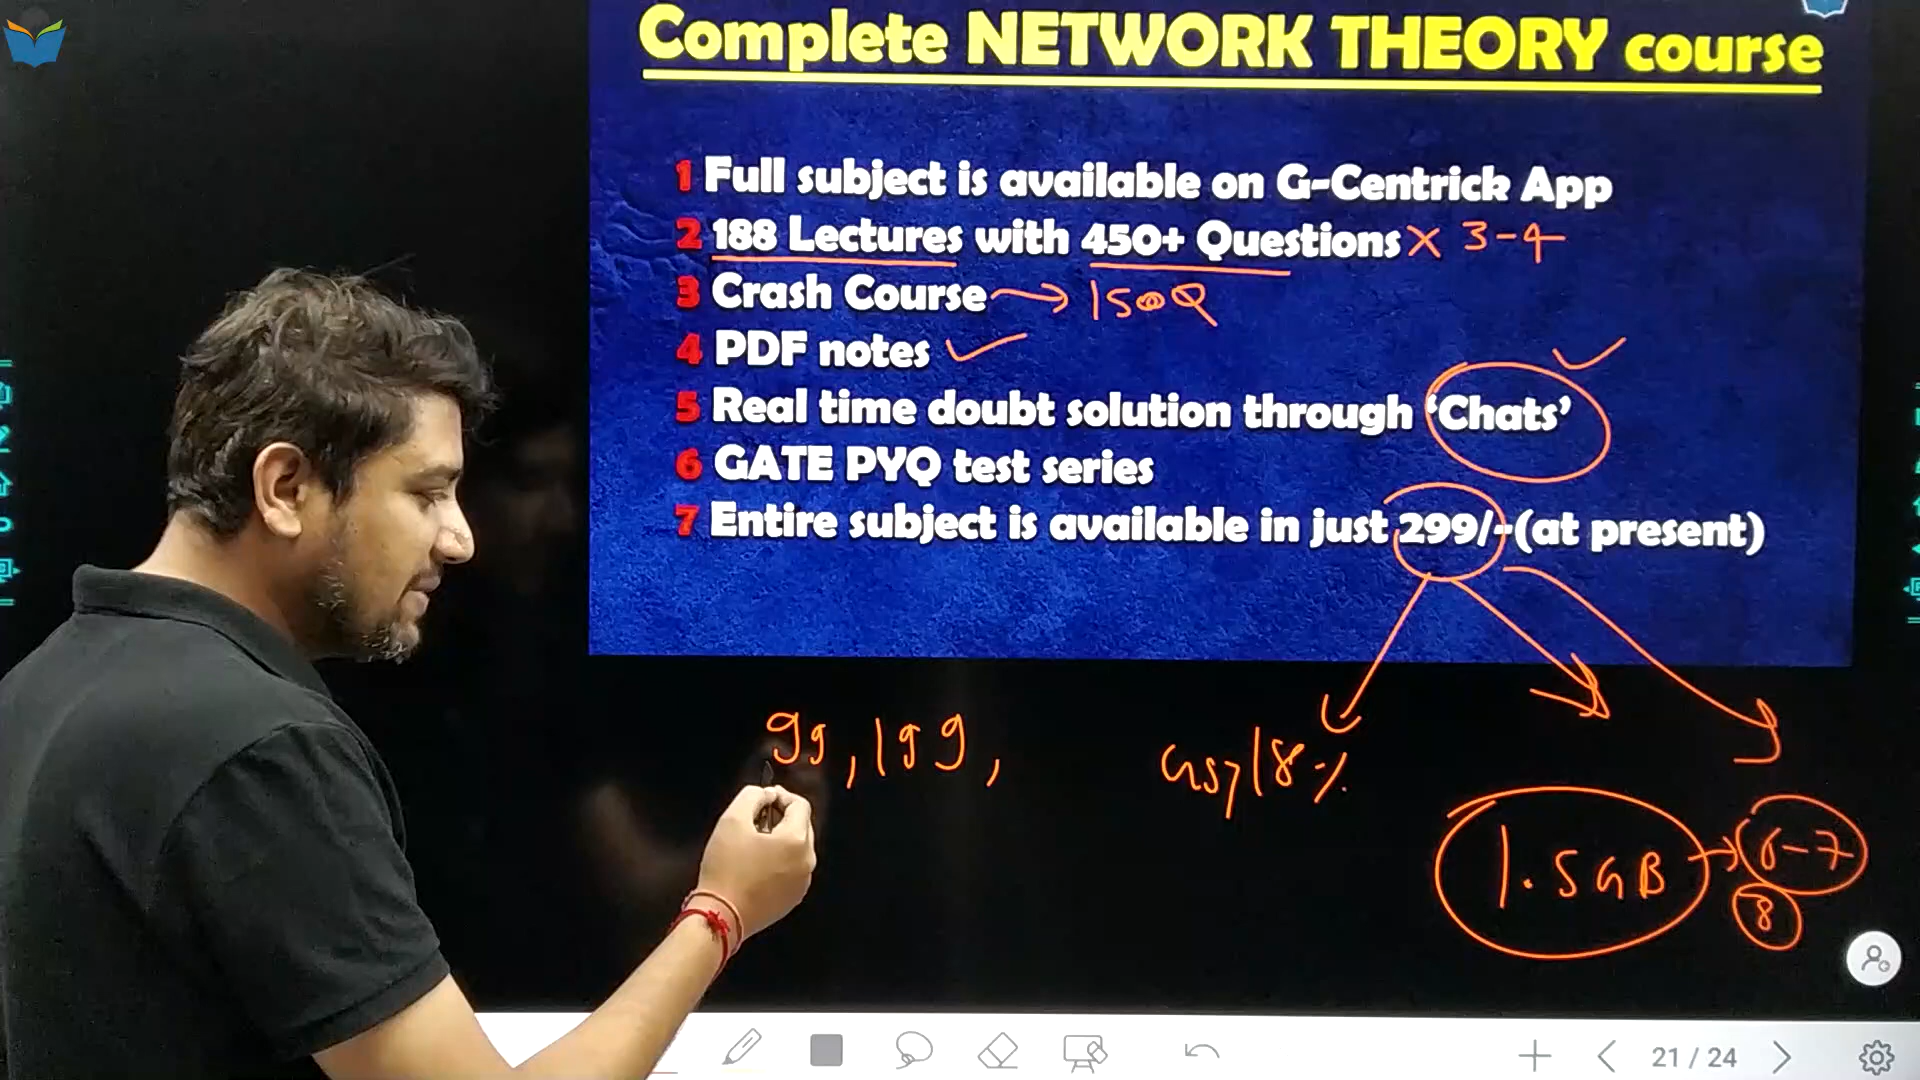 Complete NETWORK THEORY course
1 Full subject is available on G-Centrick App
2 188 Lectures with 450+ Questions × 3-4
3 Crash Course → 150Q
4 PDF notes
5 Real time doubt solution through 'Chats'
6 GATE PYQ test series
7 Entire subject is available in just 299/-(at present)
99, 199,
GST 18%
1.5 GB → 6-7
8
21 / 24